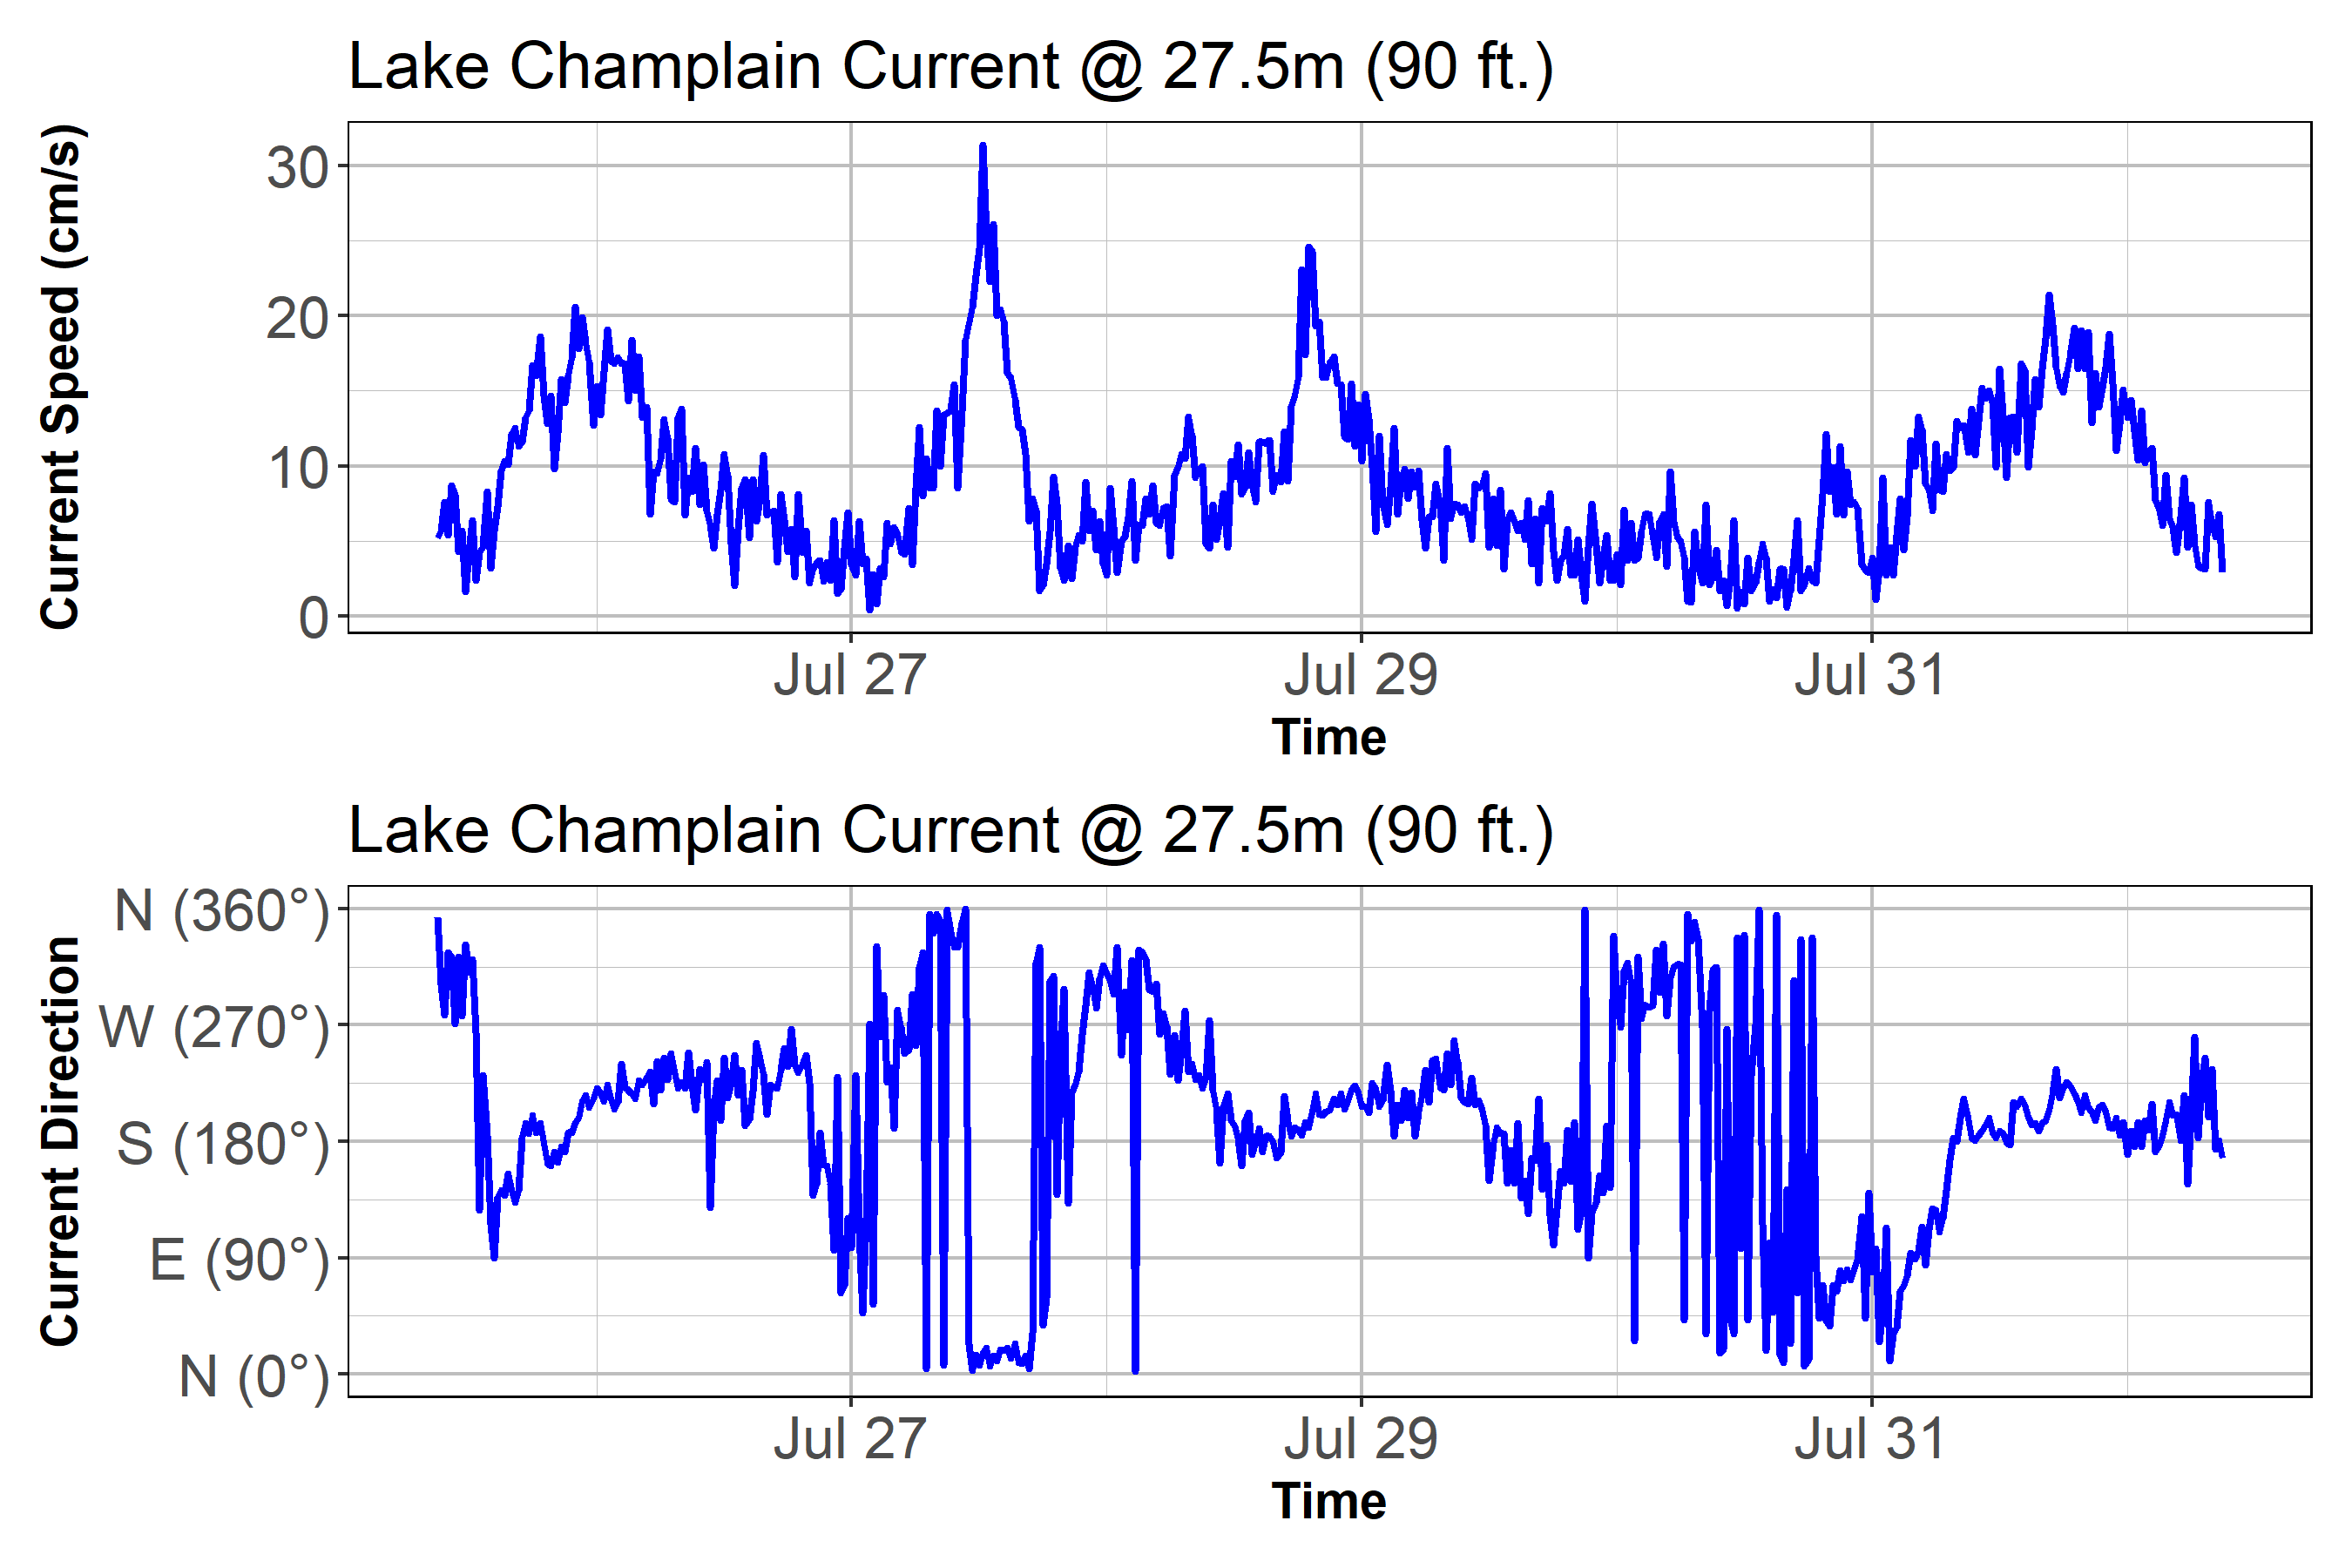 Lake Champlain Current @ 27.5m (90 ft.)
Current Speed (cm/s)
30
20
10
0
Jul 27 Jul 29 Jul 31
Time
Lake Champlain Current @ 27.5m (90 ft.)
Current Direction
N (360°)
W (270°)
S (180°)
E (90°)
N (0°)
Jul 27 Jul 29 Jul 31
Time